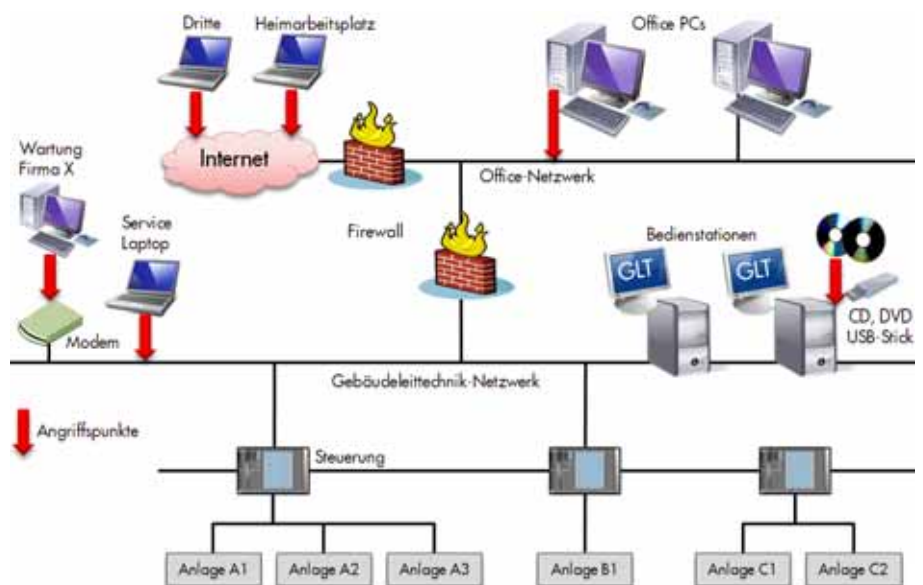 Dritte
Heimarbeitsplatz
Office PCs
Internet
Wartung
Firma X
Office-Netzwerk
Service
Laptop
Firewall
Bedienstationen
GLT
GLT
CD, DVD
USB-Stick
Modem
Gebäudeleittechnik-Netzwerk
Angriffspunkte
Steuerung
Anlage A1
Anlage A2
Anlage A3
Anlage B1
Anlage C1
Anlage C2